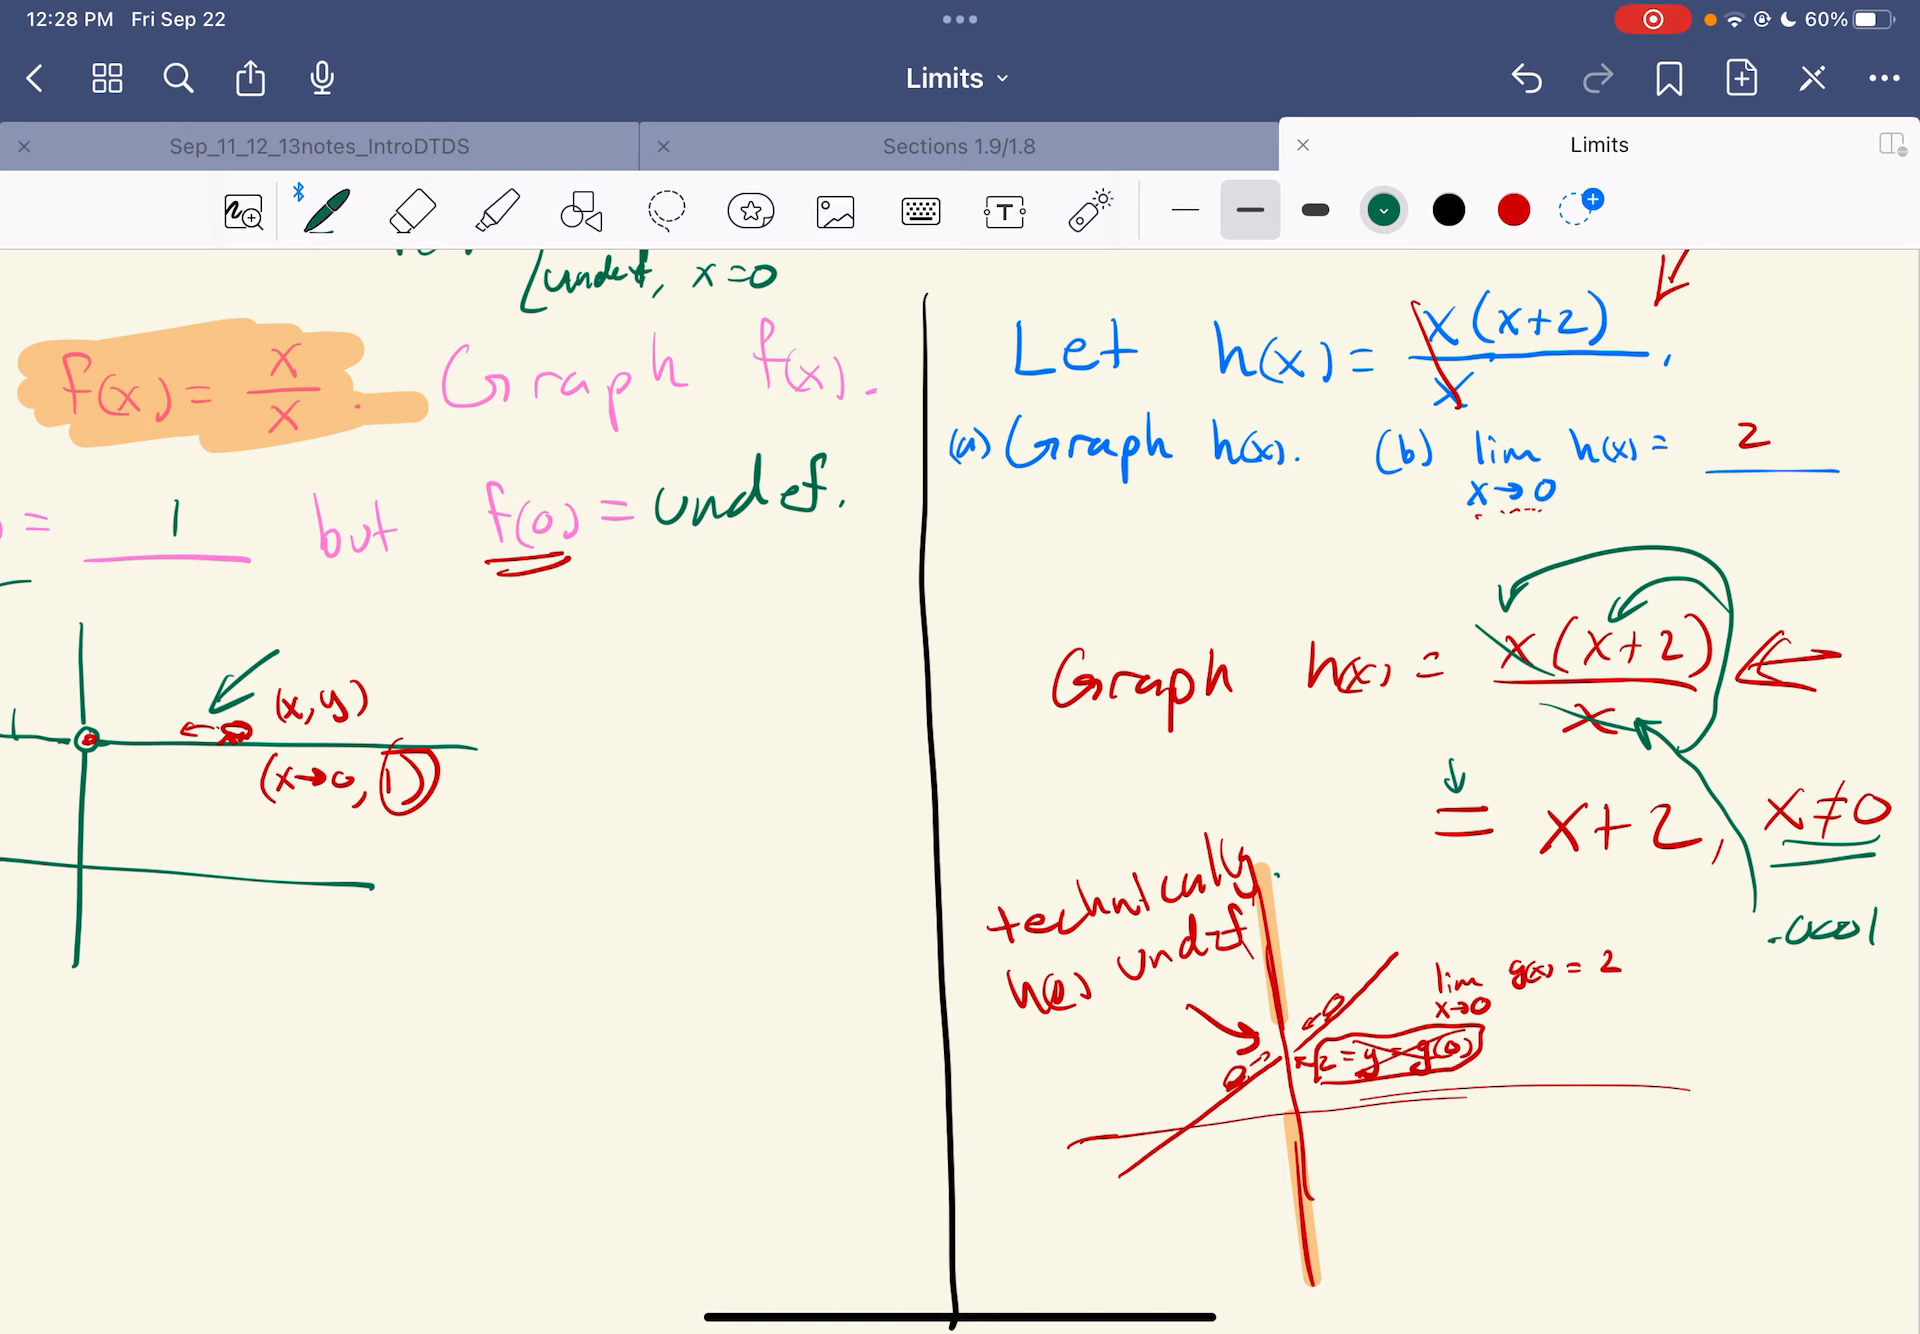 12:28 PM Fri Sep 22
60%
Limits
Sep_11_12_13notes_IntroDTDS
Sections 1.9/1.8
Limits
undef, x=0
f(x) = x/x. Graph f(x).
= 1 but f(0) = undef.
1
(x,y)
(x→0, 1)
Let h(x) = x(x+2)/x.
(a) Graph h(x). (b) lim x→0 h(x) = 2
Graph h(x) = x(x+2)/x
= x+2, x≠0
technically
undef
lim x→0 g(x) = 2
2 = y = g(0)